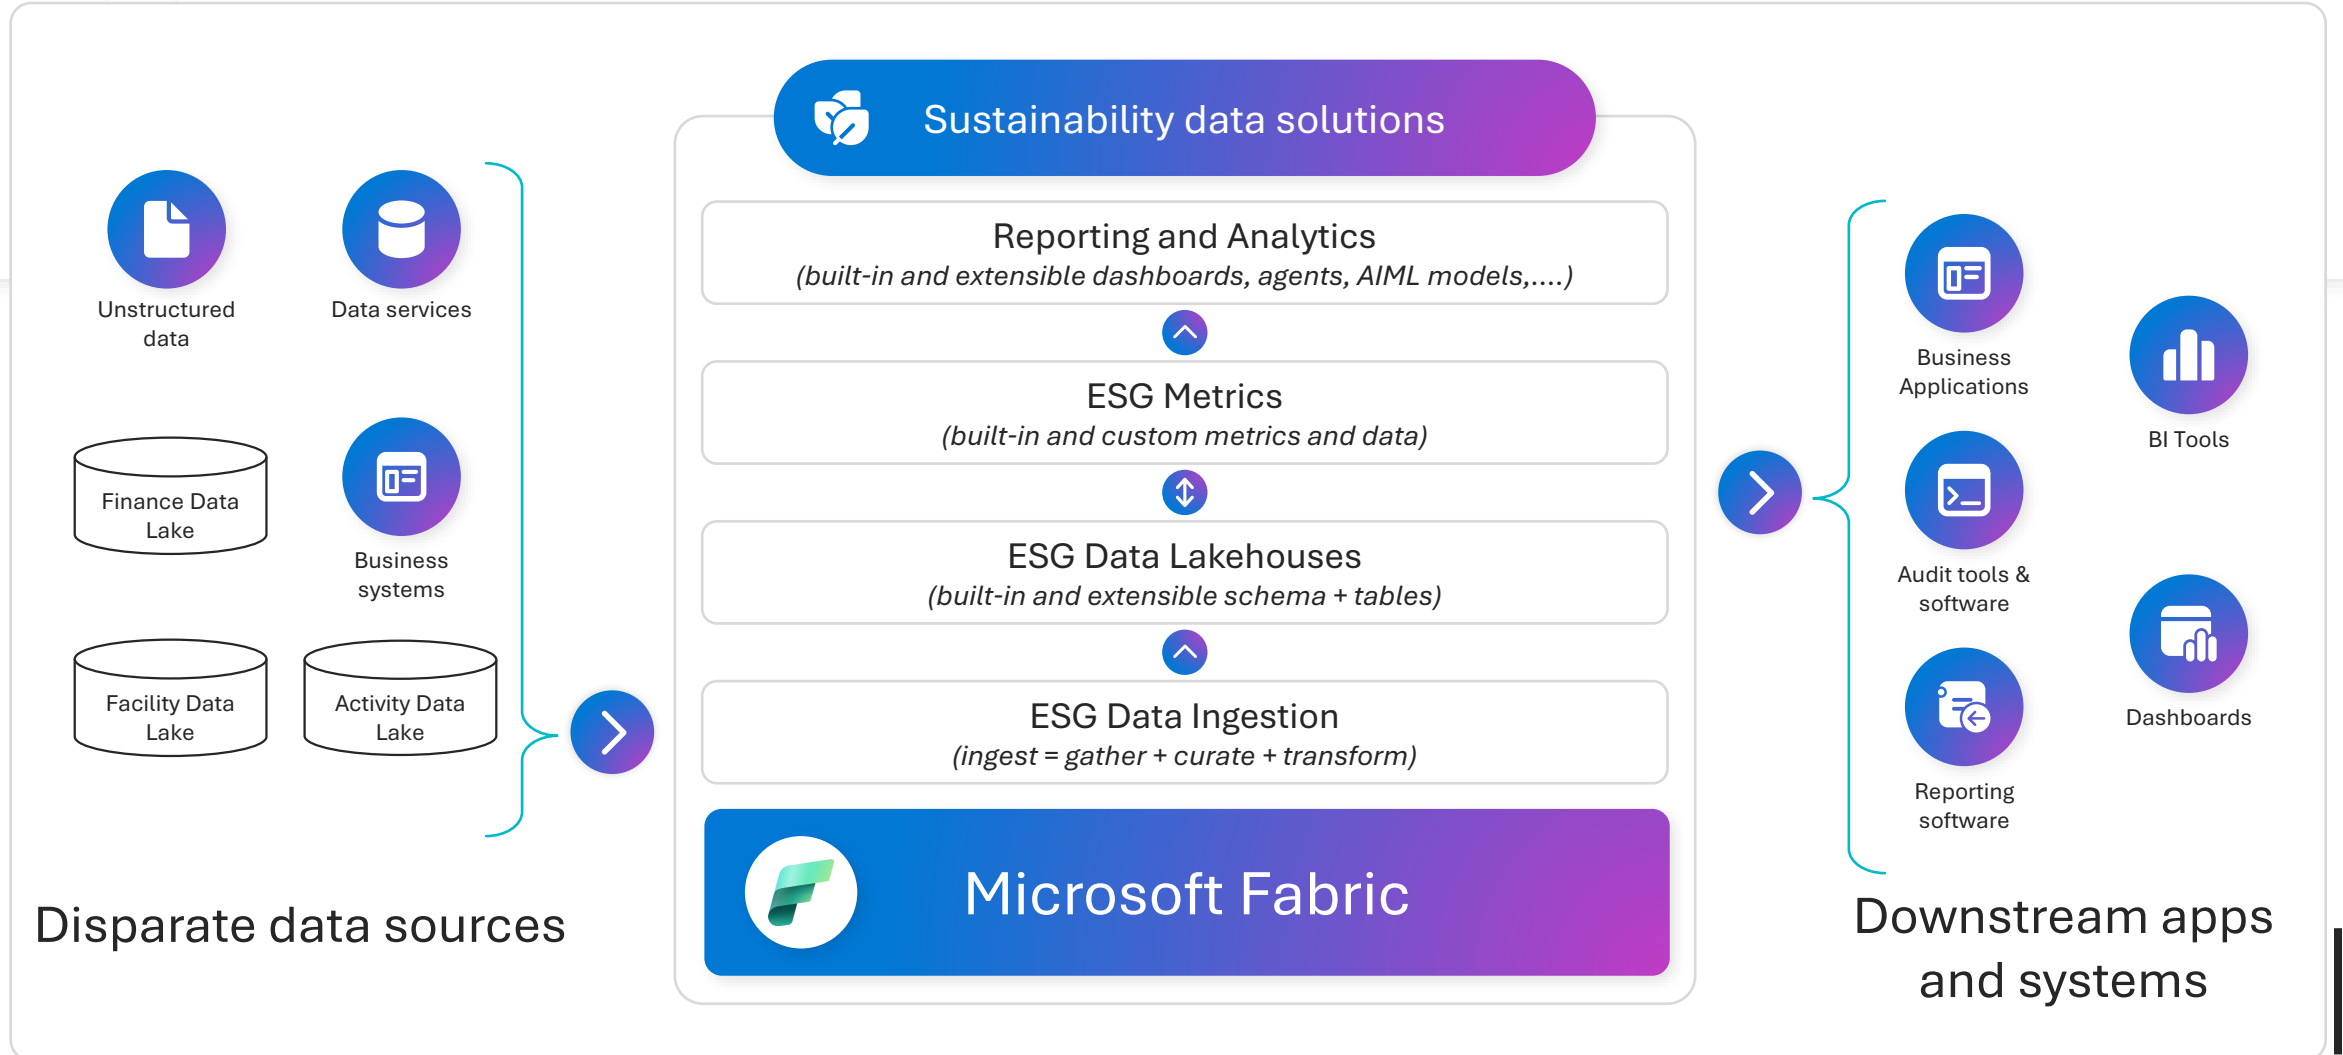 Sustainability data solutions
Unstructured
data
Data services
Finance Data
Lake
Business
systems
Facility Data
Lake
Activity Data
Lake
Disparate data sources
Reporting and Analytics
(built-in and extensible dashboards, agents, AIML models,....)
ESG Metrics
(built-in and custom metrics and data)
ESG Data Lakehouses
(built-in and extensible schema + tables)
ESG Data Ingestion
(ingest = gather + curate + transform)
Microsoft Fabric
Business
Applications
BI Tools
Audit tools &
software
Dashboards
Reporting
software
Downstream apps
and systems